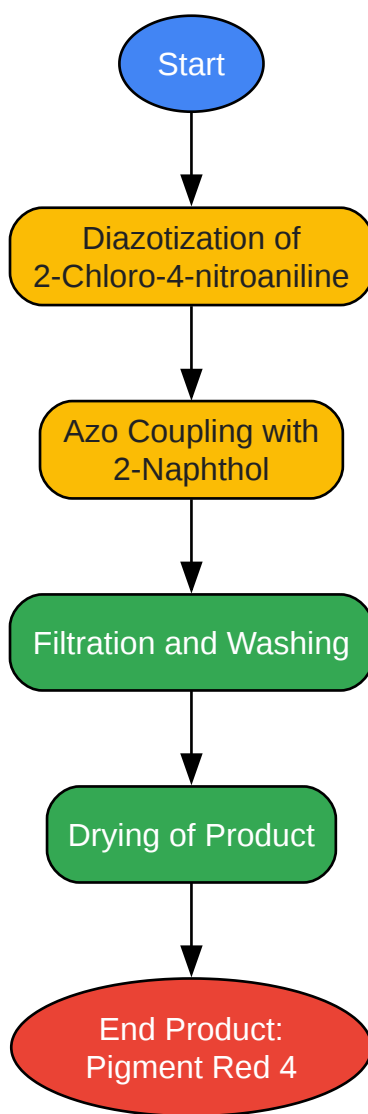 Start
Diazotization of
2-Chloro-4-nitroaniline
Azo Coupling with
2-Naphthol
Filtration and Washing
Drying of Product
End Product:
Pigment Red 4